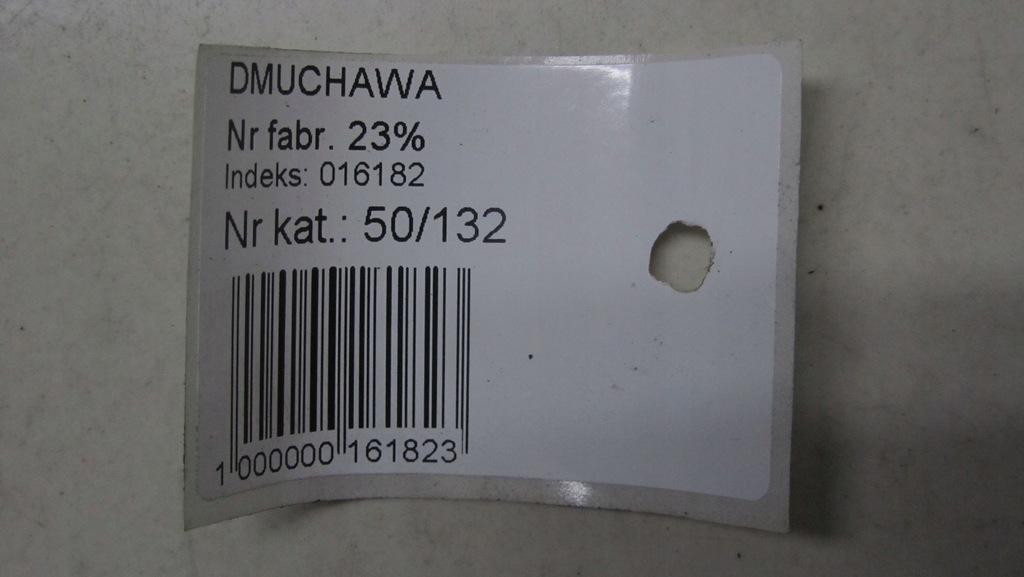 DMUCHAWA
Nr fabr. 23%
Indeks: 016182
Nr kat.: 50/132
1 000000 161823